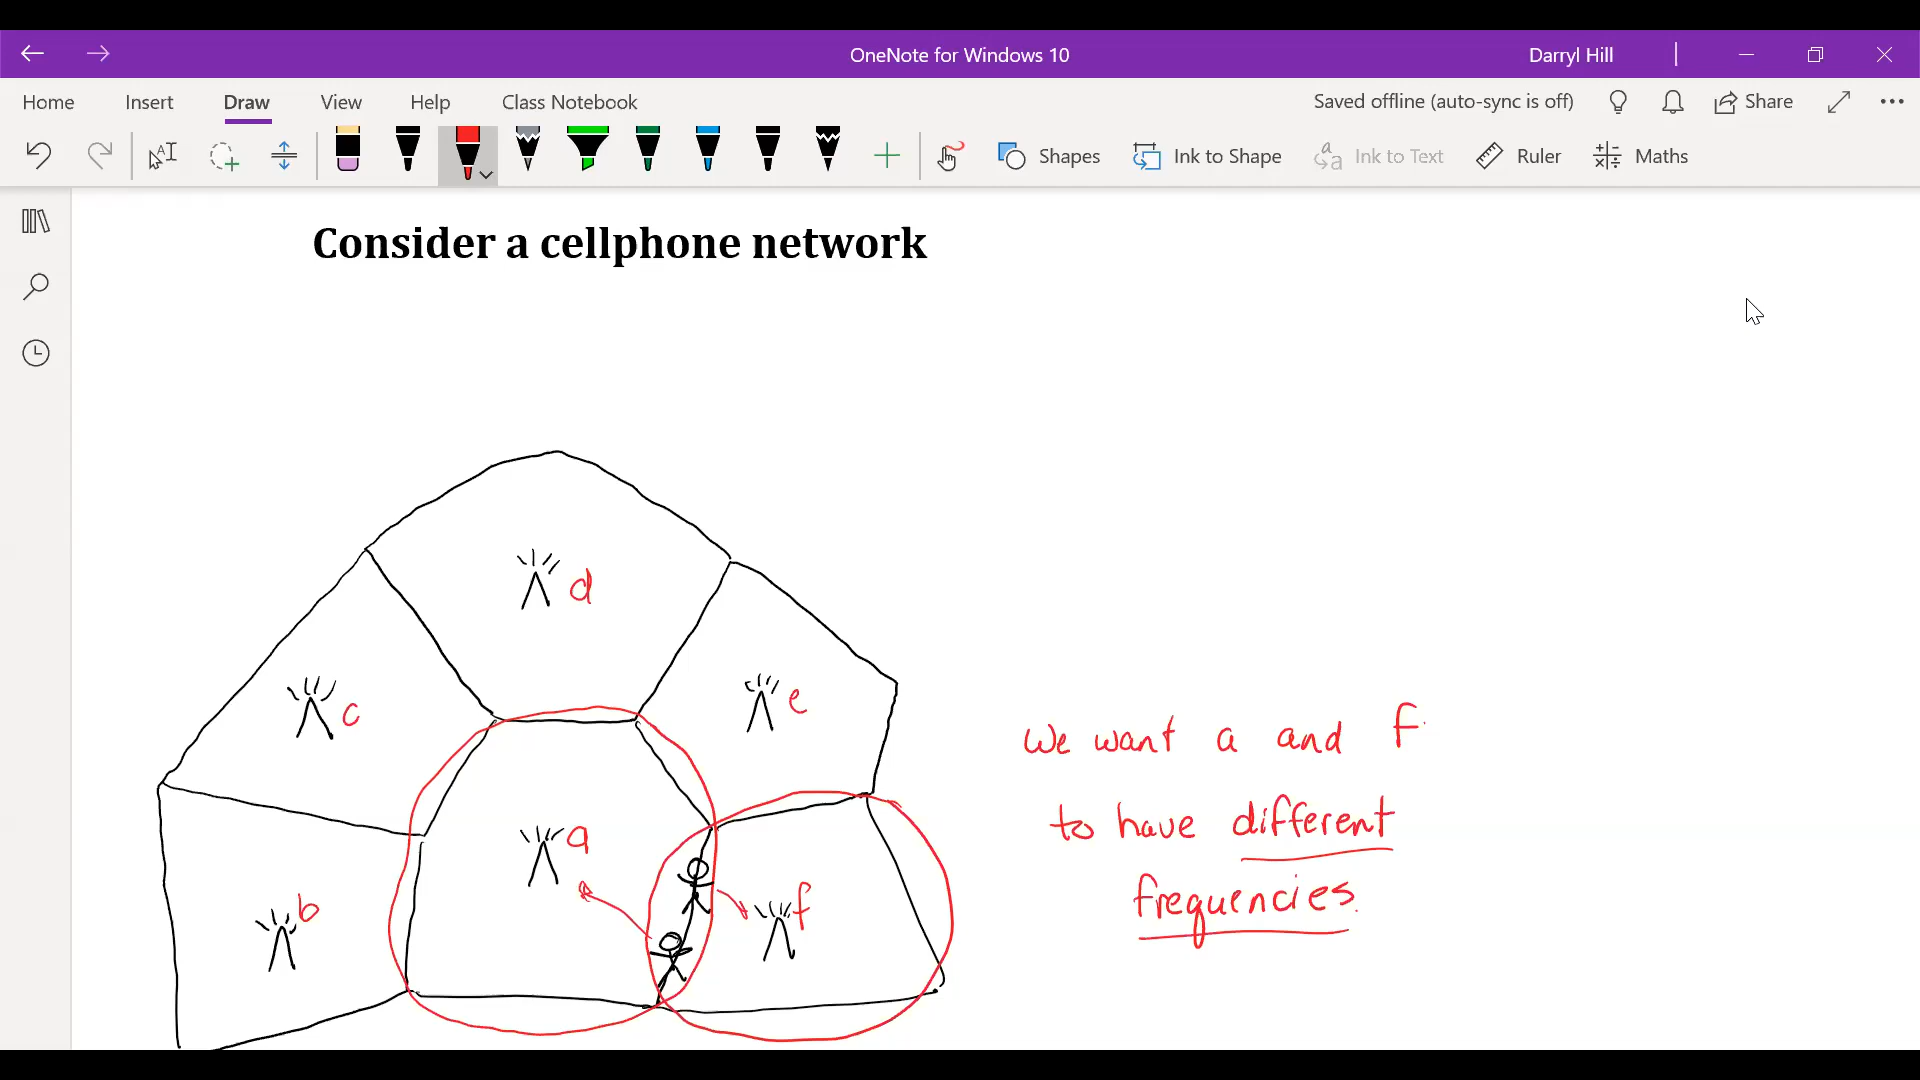 OneNote for Windows 10
Darryl Hill
Home Insert Draw View Help Class Notebook
Saved offline (auto-sync is off) Share
Shapes Ink to Shape Ink to Text Ruler Maths
Consider a cellphone network
d
c
e
We want a and f
to have different
frequencies.
a
b
f